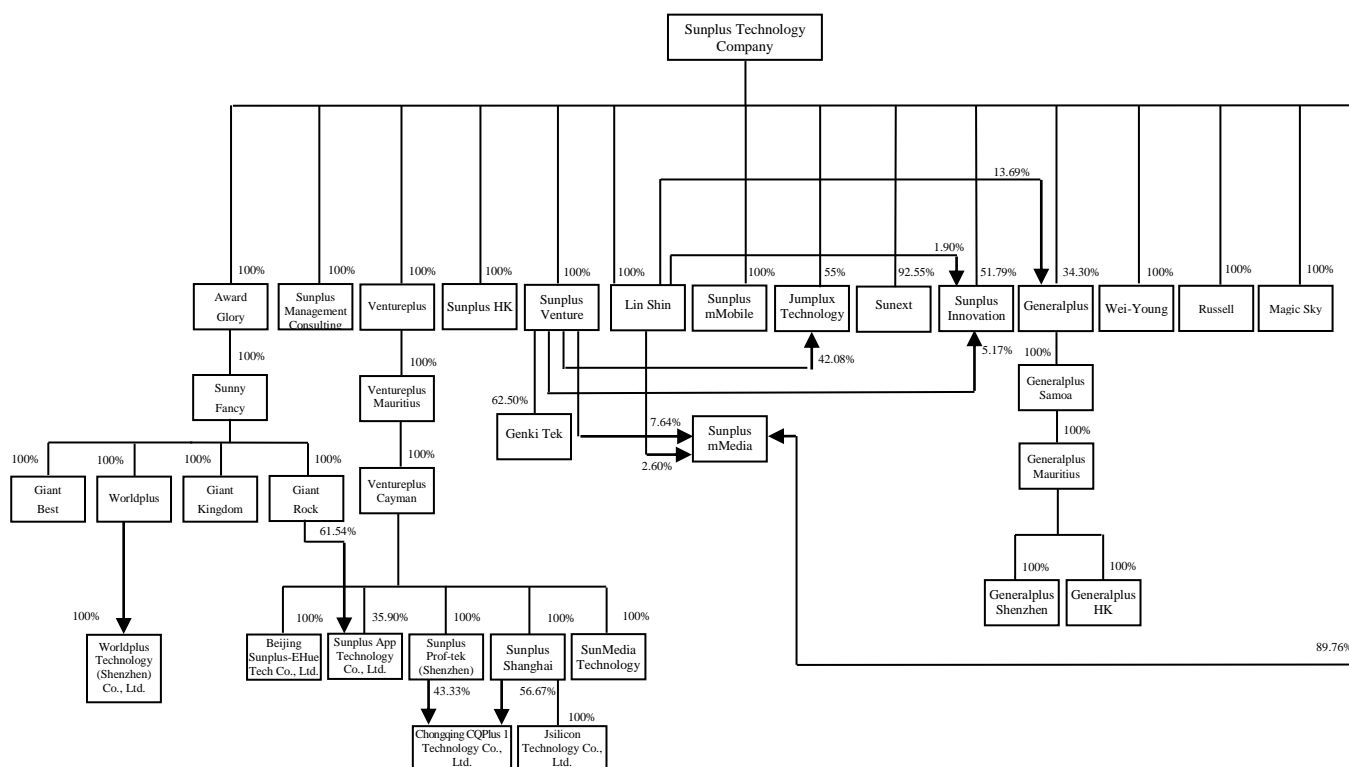 Sunplus Technology
Company
13.69%
1.90%
100%
100%
100%
100%
100%
100%
100%
55%
92.55%
51.79%
34.30%
100%
100%
100%
Award
Glory
Sunplus
Management
Consulting
Ventureplus
Sunplus HK
Sunplus
Venture
Lin Shin
Sunplus
mMobile
Jumplux
Technology
Sunext
Sunplus
Innovation
Generalplus
Wei-Young
Russell
Magic Sky
100%
100%
42.08%
5.17%
100%
Sunny
Fancy
Ventureplus
Mauritius
Generalplus
Samoa
62.50%
Genki Tek
7.64%
2.60%
Sunplus
mMedia
100%
100%
100%
100%
100%
100%
Giant
Best
Worldplus
Giant
Kingdom
Giant
Rock
Ventureplus
Cayman
Generalplus
Mauritius
61.54%
100%
100%
Generalplus
Shenzhen
Generalplus
HK
100%
100%
35.90%
100%
100%
100%
89.76%
Worldplus
Technology
(Shenzhen)
Co., Ltd.
Beijing
Sunplus-EHue
Tech Co., Ltd.
Sunplus App
Technology
Co., Ltd.
Sunplus
Prof-tek
(Shenzhen)
Sunplus
Shanghai
SunMedia
Technology
43.33%
56.67%
100%
Chongqing CQPlus 1
Technology Co.,
Ltd.
Jsilicon
Technology Co.,
Ltd.